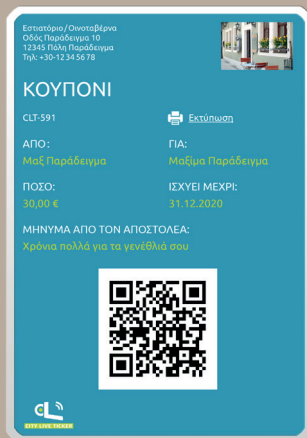 Εστιατόριο/Οινοταβέρνα
Οδός Παράδειγμα 10
12345 Πόλη Παράδειγμα
Τηλ: +30-12 34 56 78
ΚΟΥΠΟΝΙ
CLT-591
Εκτύπωση
ΑΠΟ:
ΓΙΑ:
Μαξ Παράδειγμα
Μαξίμα Παράδειγμα
ΠΟΣΟ:
ΙΣΧΥΕΙ ΜΕΧΡΙ:
30,00 €
31.12.2020
ΜΗΝΥΜΑ ΑΠΟ ΤΟΝ ΑΠΟΣΤΟΛΕΑ:
Χρόνια πολλά για τα γενέθλιά σου
CL
CITY LIVE TICKER